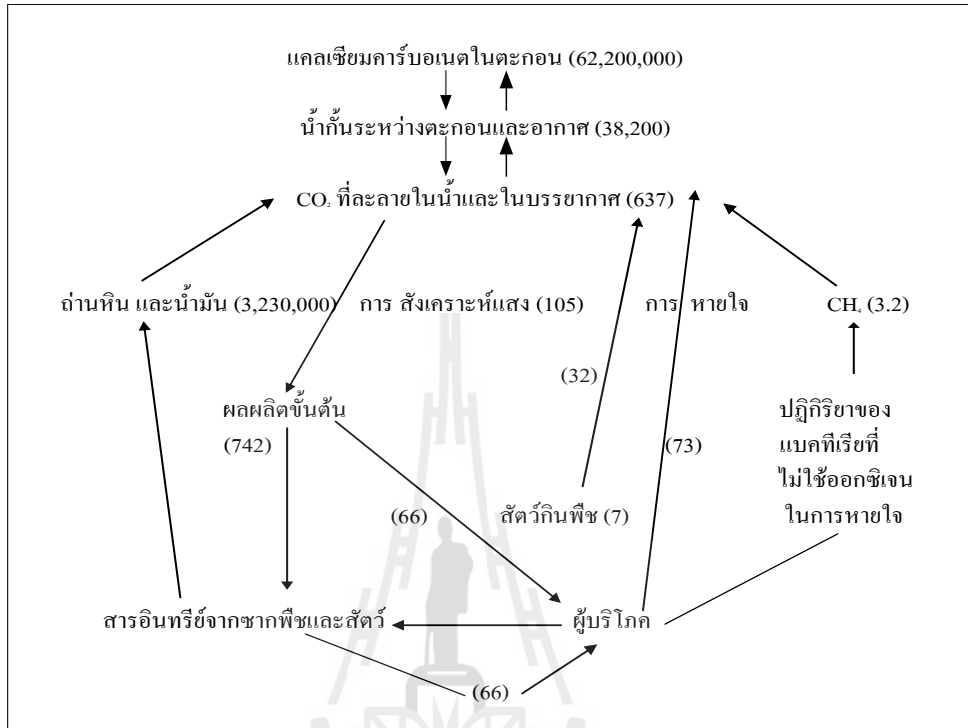 แคลเซียมคาร์บอเนตในตะกอน (62,200,000)
น้ำกั้นระหว่างตะกอนและอากาศ (38,200)
CO₂ ที่ละลายในน้ำและในบรรยากาศ (637)
ถ่านหิน และน้ำมัน (3,230,000) การ สังเคราะห์แสง (105) การ หายใจ CH₄ (3.2)
(32)
ผลผลิตขั้นต้น
(742)
(73)
ปฏิกิริยาของ
แบคทีเรียที่
ไม่ใช้ออกซิเจน
ในการหายใจ
(66)
สัตว์กินพืช (7)
สารอินทรีย์จากซากพืชและสัตว์
ผู้บริโภค
(66)